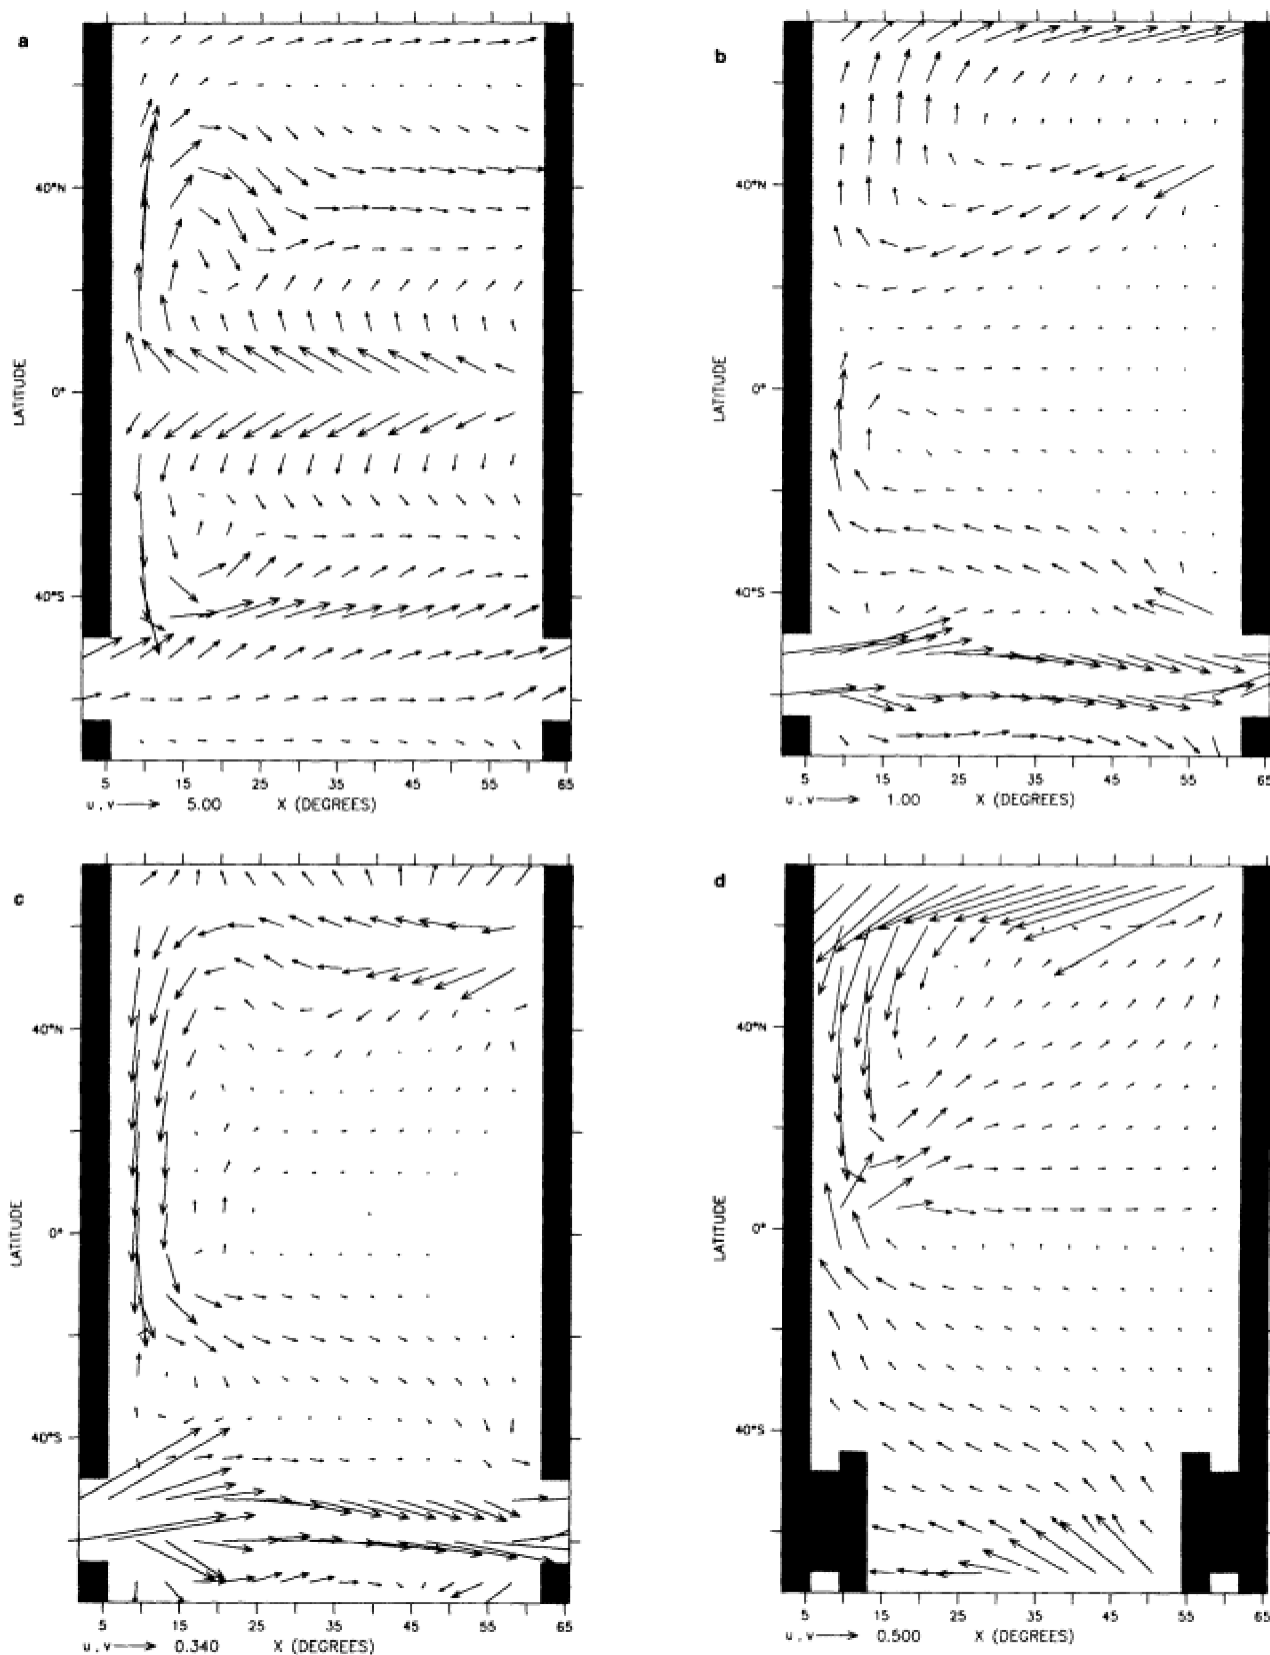 a
40°N
LATITUDE
0°
40°S
5 15 25 35 45 55 65
u,v 5.00 X (DEGREES)
b
40°N
LATITUDE
0°
40°S
5 15 25 35 45 55 65
u,v 1.00 X (DEGREES)
c
40°N
LATITUDE
0°
40°S
5 15 25 35 45 55 65
u,v 0.340 X (DEGREES)
d
40°N
LATITUDE
0°
40°S
5 15 25 35 45 55 65
u,v 0.500 X (DEGREES)